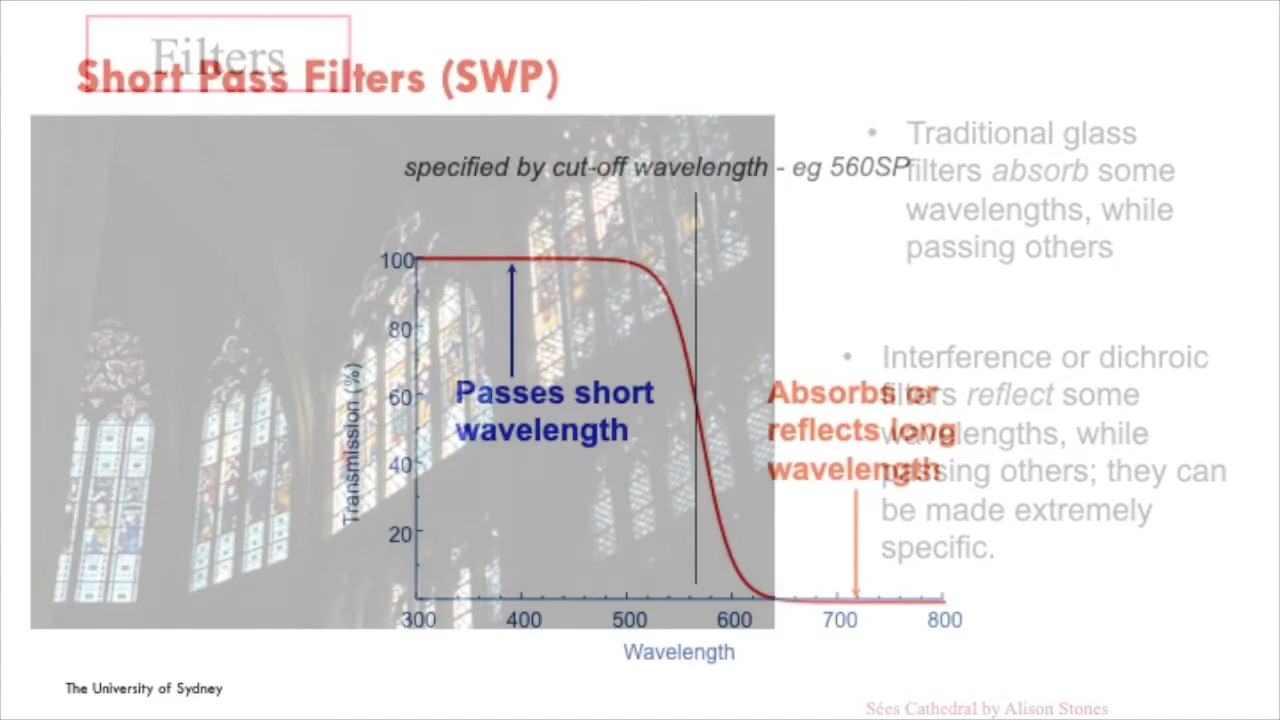 Filters
Short Pass Filters (SWP)
specified by cut-off wavelength - eg 560SP
• Traditional glass
filters absorb some
wavelengths, while
passing others
• Interference or dichroic
filters reflect some
wavelengths, while
passing others; they can
be made extremely
specific.
Transmission (%)
100
80
60
40
20
Passes short
wavelength
Absorbs or
reflects long
wavelength
300 400 500 600 700 800
Wavelength
The University of Sydney
Sées Cathedral by Alison Stones